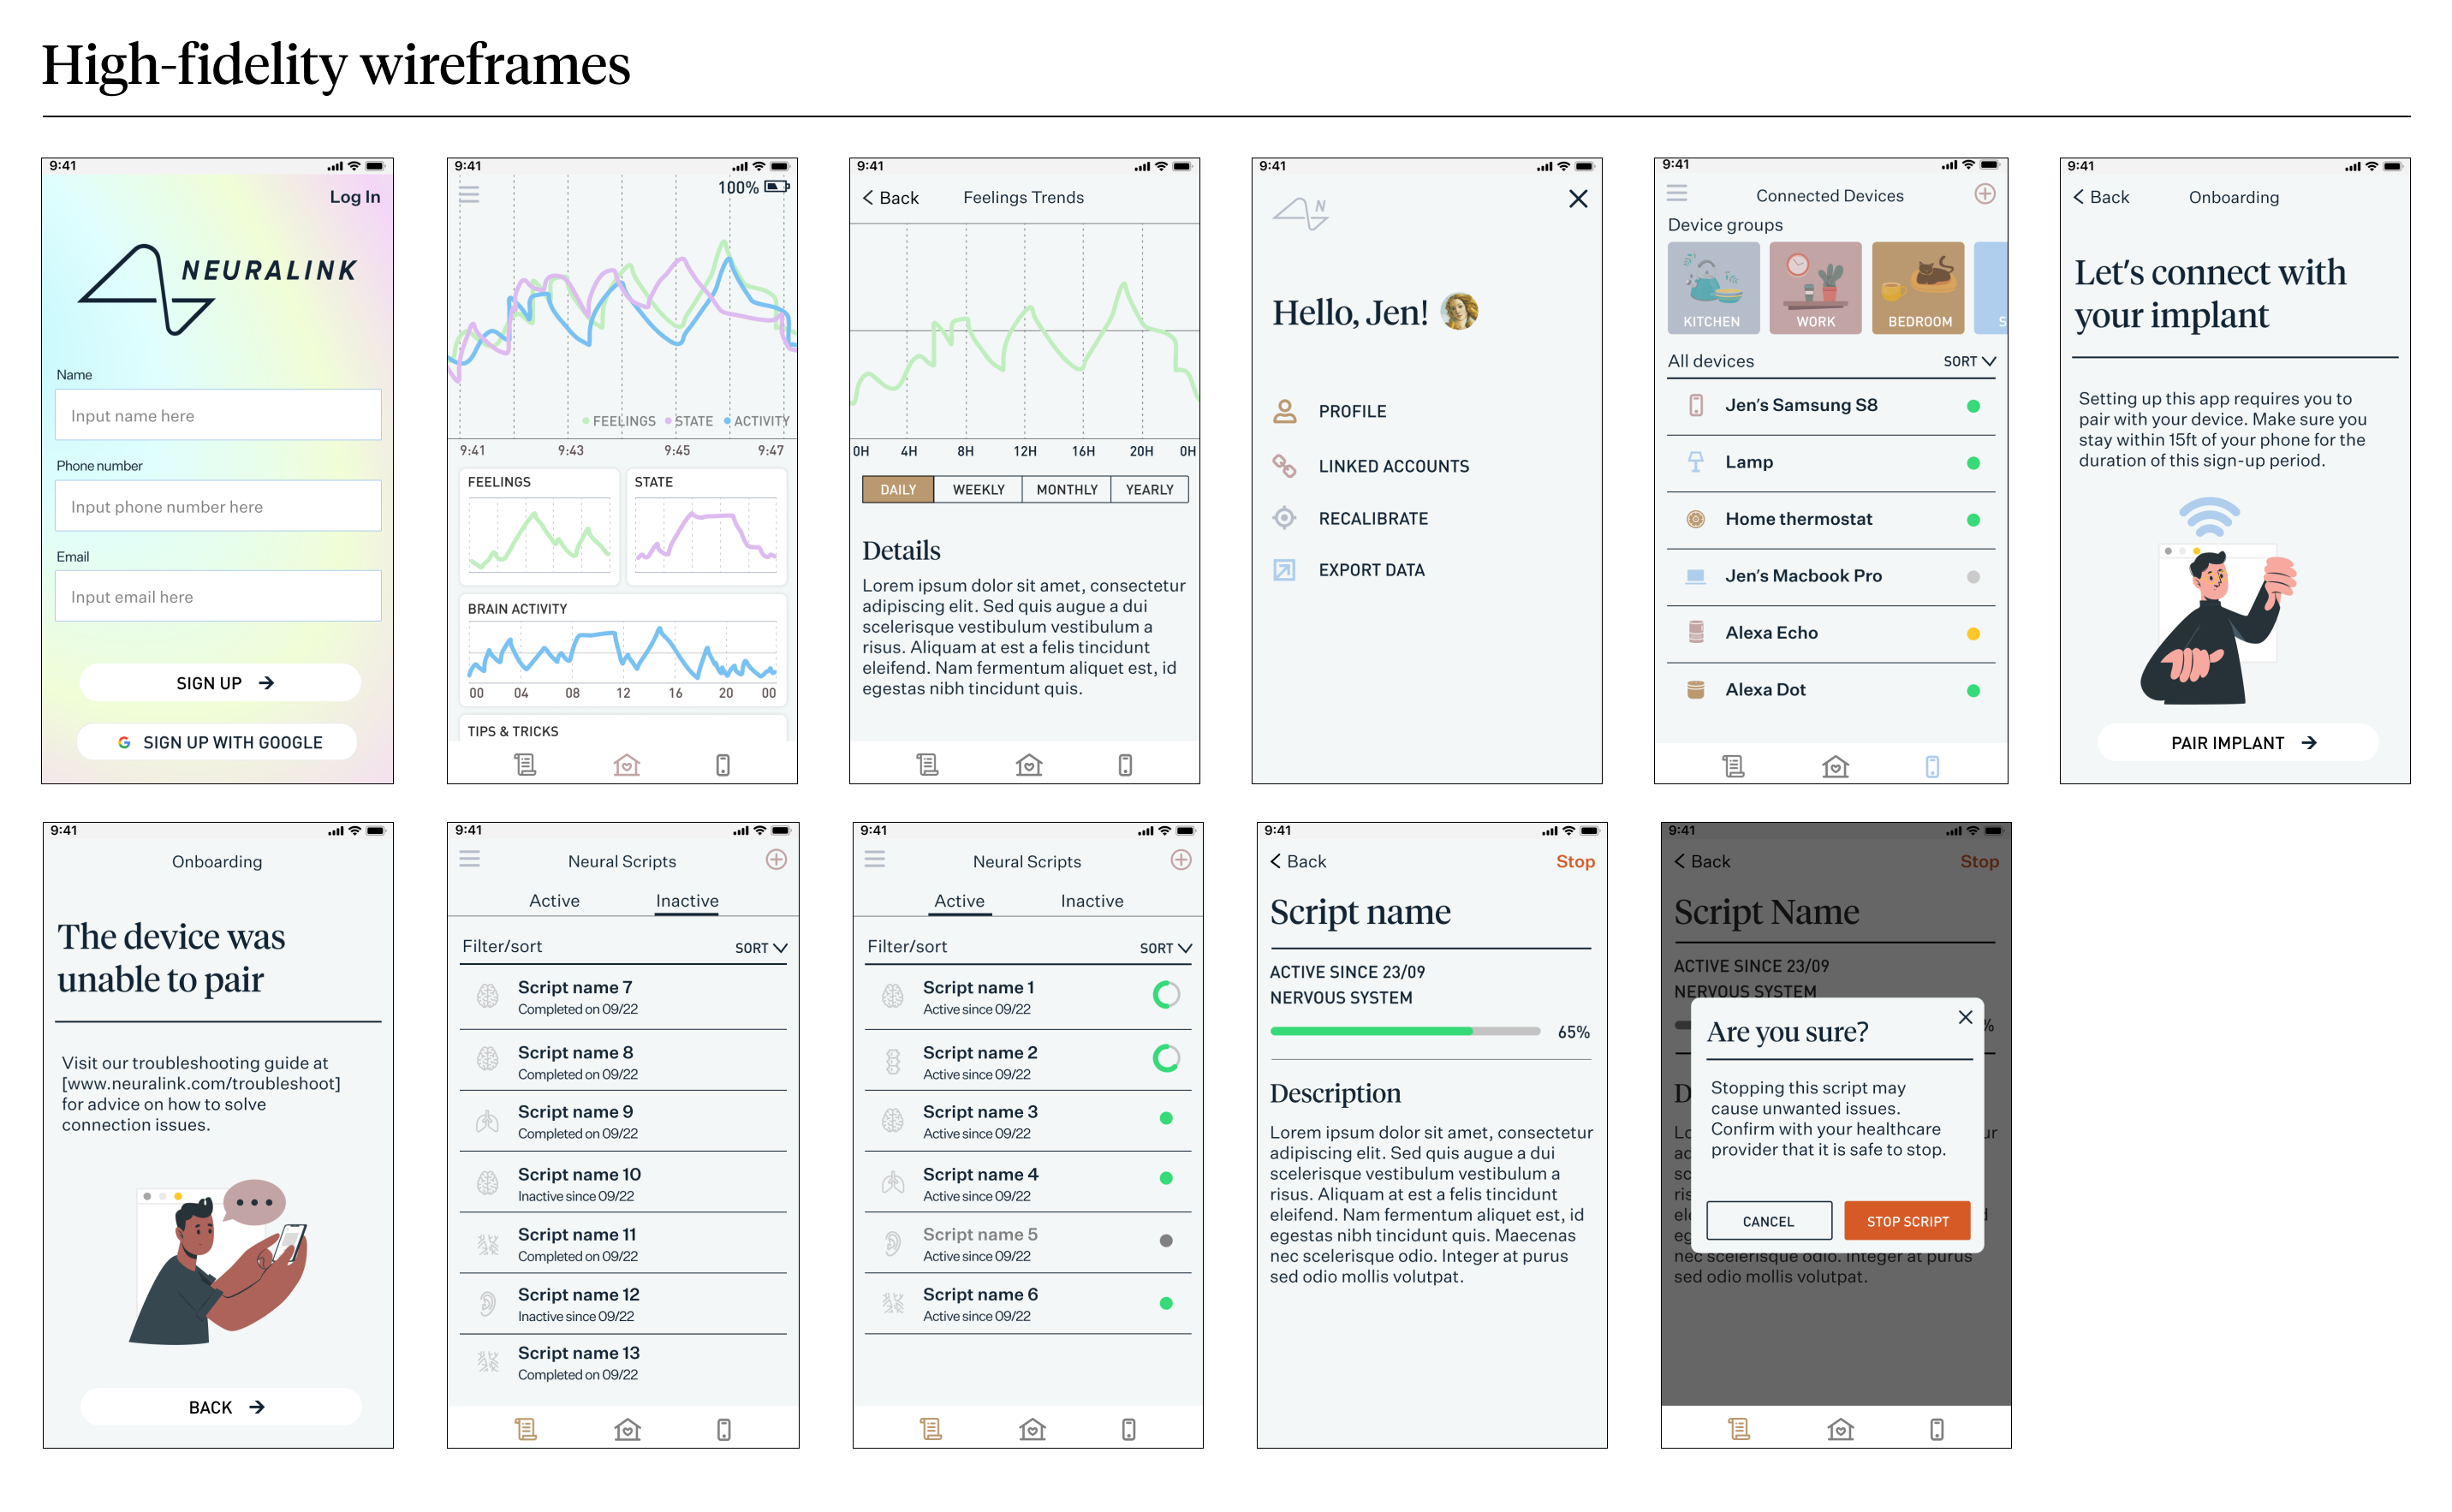 High-fidelity wireframes
9:41
Log In
NEURALINK
Name
Input name here
Phone number
Input phone number here
Email
Input email here
SIGN UP
SIGN UP WITH GOOGLE
9:41
100%
FEELINGS STATE ACTIVITY
9:41 9:43 9:45 9:47
FEELINGS
STATE
BRAIN ACTIVITY
00 04 08 12 16 20 00
TIPS & TRICKS
9:41
Back Feelings Trends
0H 4H 8H 12H 16H 20H 0H
DAILY WEEKLY MONTHLY YEARLY
Details
Lorem ipsum dolor sit amet, consectetur
adipiscing elit. Sed quis augue a dui
scelerisque vestibulum vestibulum a
risus. Aliquam at est a felis tincidunt
eleifend. Nam fermentum aliquet est, id
egestas nibh tincidunt quis.
9:41
N
Hello, Jen!
PROFILE
LINKED ACCOUNTS
RECALIBRATE
EXPORT DATA
9:41
Connected Devices
Device groups
KITCHEN WORK BEDROOM S
All devices SORT
Jen's Samsung S8
Lamp
Home thermostat
Jen's Macbook Pro
Alexa Echo
Alexa Dot
9:41
Back Onboarding
Let's connect with
your implant
Setting up this app requires you to
pair with your device. Make sure you
stay within 15ft of your phone for the
duration of this sign-up period.
PAIR IMPLANT
9:41
Onboarding
The device was
unable to pair
Visit our troubleshooting guide at
[www.neuralink.com/troubleshoot]
for advice on how to solve
connection issues.
BACK
9:41
Neural Scripts
Active Inactive
Filter/sort SORT
Script name 7
Completed on 09/22
Script name 8
Completed on 09/22
Script name 9
Completed on 09/22
Script name 10
Inactive since 09/22
Script name 11
Completed on 09/22
Script name 12
Inactive since 09/22
Script name 13
Completed on 09/22
9:41
Neural Scripts
Active Inactive
Filter/sort SORT
Script name 1
Active since 09/22
Script name 2
Active since 09/22
Script name 3
Active since 09/22
Script name 4
Active since 09/22
Script name 5
Active since 09/22
Script name 6
Active since 09/22
9:41
Back Stop
Script name
ACTIVE SINCE 23/09
NERVOUS SYSTEM
65%
Description
Lorem ipsum dolor sit amet, consectetur
adipiscing elit. Sed quis augue a dui
scelerisque vestibulum vestibulum a
risus. Aliquam at est a felis tincidunt
eleifend. Nam fermentum aliquet est, id
egestas nibh tincidunt quis. Maecenas
nec scelerisque odio. Integer at purus
sed odio mollis volutpat.
9:41
Back Stop
Script Name
ACTIVE SINCE 23/09
NERVOUS SYSTEM
%
Are you sure?
Stopping this script may
cause unwanted issues.
Confirm with your healthcare
provider that it is safe to stop.
CANCEL STOP SCRIPT
nec scelerisque odio. Integer at purus
sed odio mollis volutpat.